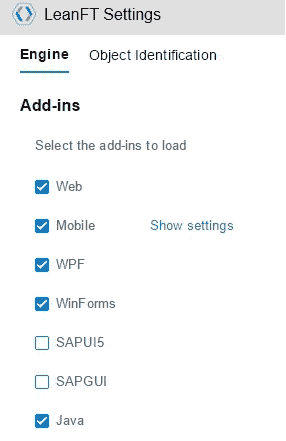 LeanFT Settings
Engine Object Identification
Add-ins
Select the add-ins to load
Web
Mobile Show settings
WPF
WinForms
SAPUI5
SAPGUI
Java